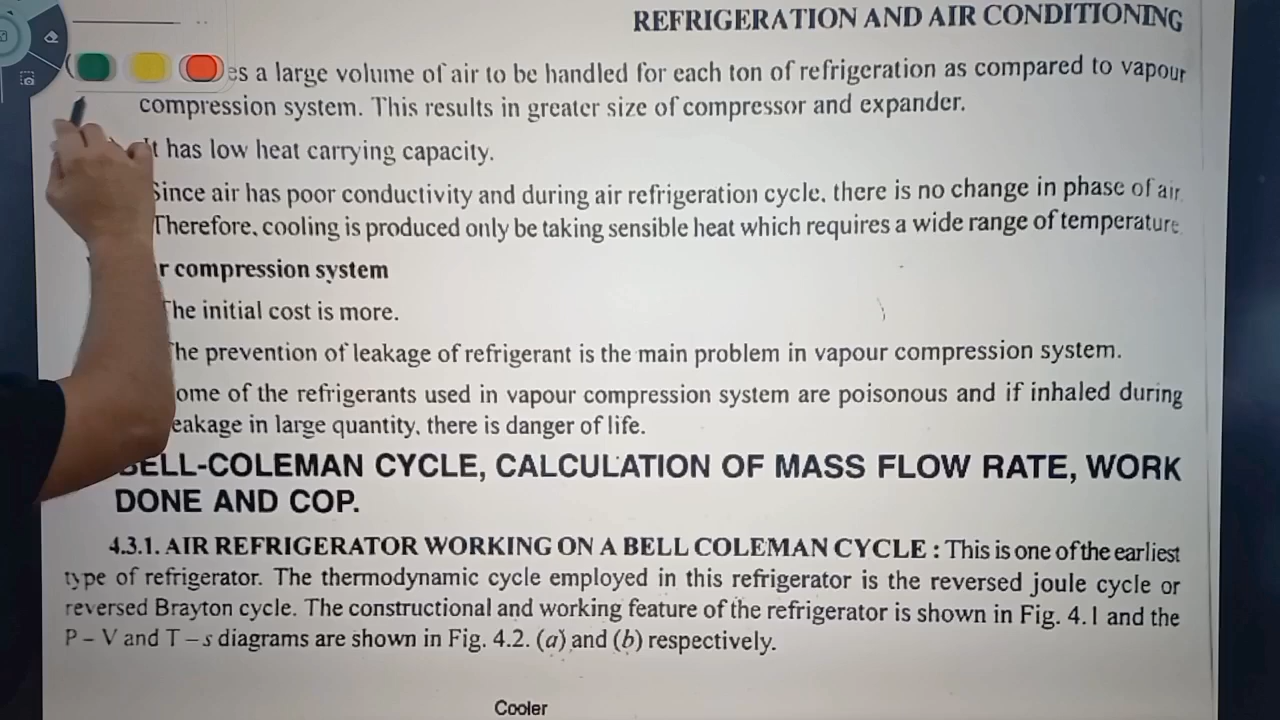 REFRIGERATION AND AIR CONDITIONING
es a large volume of air to be handled for each ton of refrigeration as compared to vapour
compression system. This results in greater size of compressor and expander.
It has low heat carrying capacity.
Since air has poor conductivity and during air refrigeration cycle, there is no change in phase of air
Therefore, cooling is produced only be taking sensible heat which requires a wide range of temperature
r compression system
The initial cost is more.
he prevention of leakage of refrigerant is the main problem in vapour compression system.
ome of the refrigerants used in vapour compression system are poisonous and if inhaled during
eakage in large quantity, there is danger of life.
BELL-COLEMAN CYCLE, CALCULATION OF MASS FLOW RATE, WORK
DONE AND COP.
4.3.1. AIR REFRIGERATOR WORKING ON A BELL COLEMAN CYCLE : This is one of the earliest
type of refrigerator. The thermodynamic cycle employed in this refrigerator is the reversed joule cycle or
reversed Brayton cycle. The constructional and working feature of the refrigerator is shown in Fig. 4.1 and the
P – V and T – s diagrams are shown in Fig. 4.2. (a) and (b) respectively.
Cooler